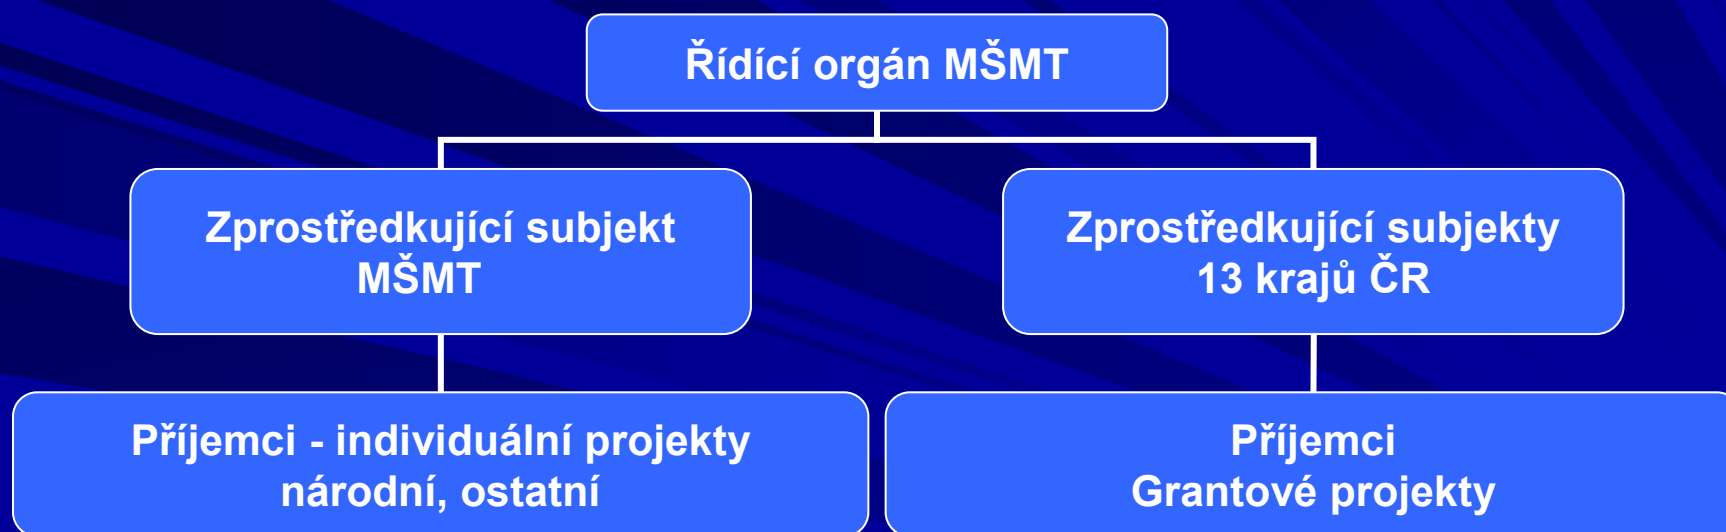 Řídící orgán MŠMT
Zprostředkující subjekt
MŠMT
Zprostředkující subjekty
13 krajů ČR
Příjemci - individuální projekty
národní, ostatní
Příjemci
Grantové projekty